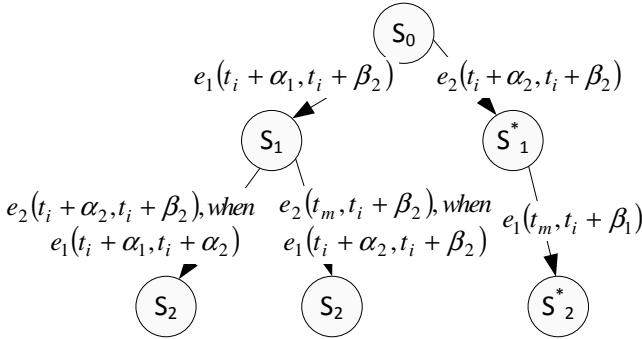 S₀
e₁(tᵢ + α₁, tᵢ + β₂) e₂(tᵢ + α₂, tᵢ + β₂)
S₁ S*₁
e₂(tᵢ + α₂, tᵢ + β₂), when e₂(tₘ, tᵢ + β₂), when
e₁(tₘ, tᵢ + β₁)
e₁(tᵢ + α₁, tᵢ + α₂) e₁(tᵢ + α₂, tᵢ + β₂)
S₂ S₂ S*₂